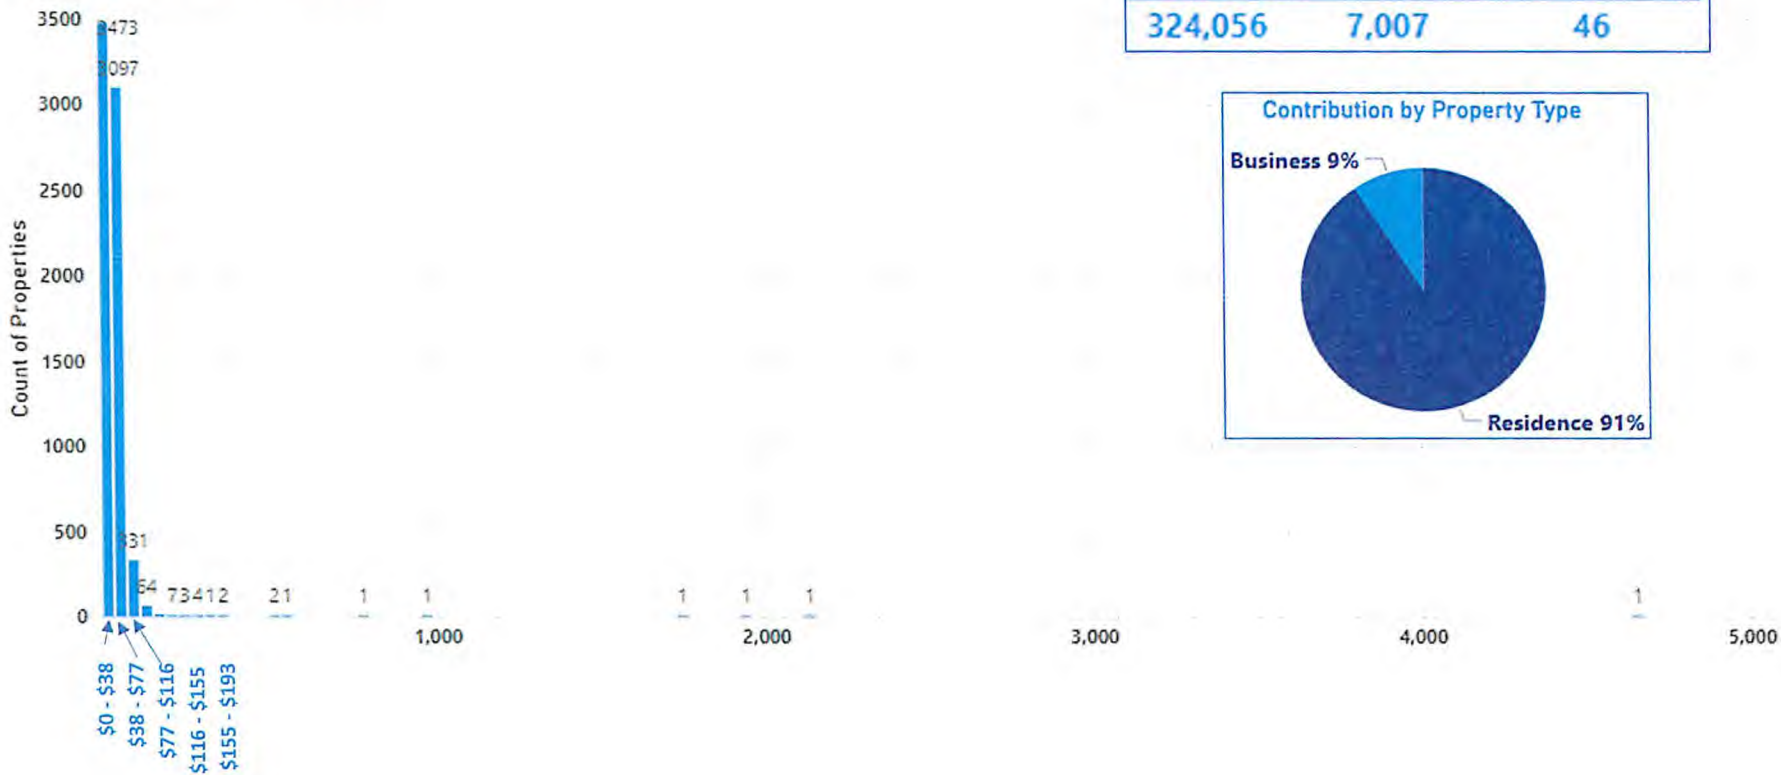 324,056 7,007 46
Contribution by Property Type
Business 9%
Residence 91%
Count of Properties
3500
3000
2500
2000
1500
1000
500
0
3473
3097
331
64
7 3 4 1 2
2 1
1
1
1
1
1
1
1,000
2,000
3,000
4,000
5,000
$0 - $38
$38 - $77
$77 - $116
$116 - $155
$155 - $193